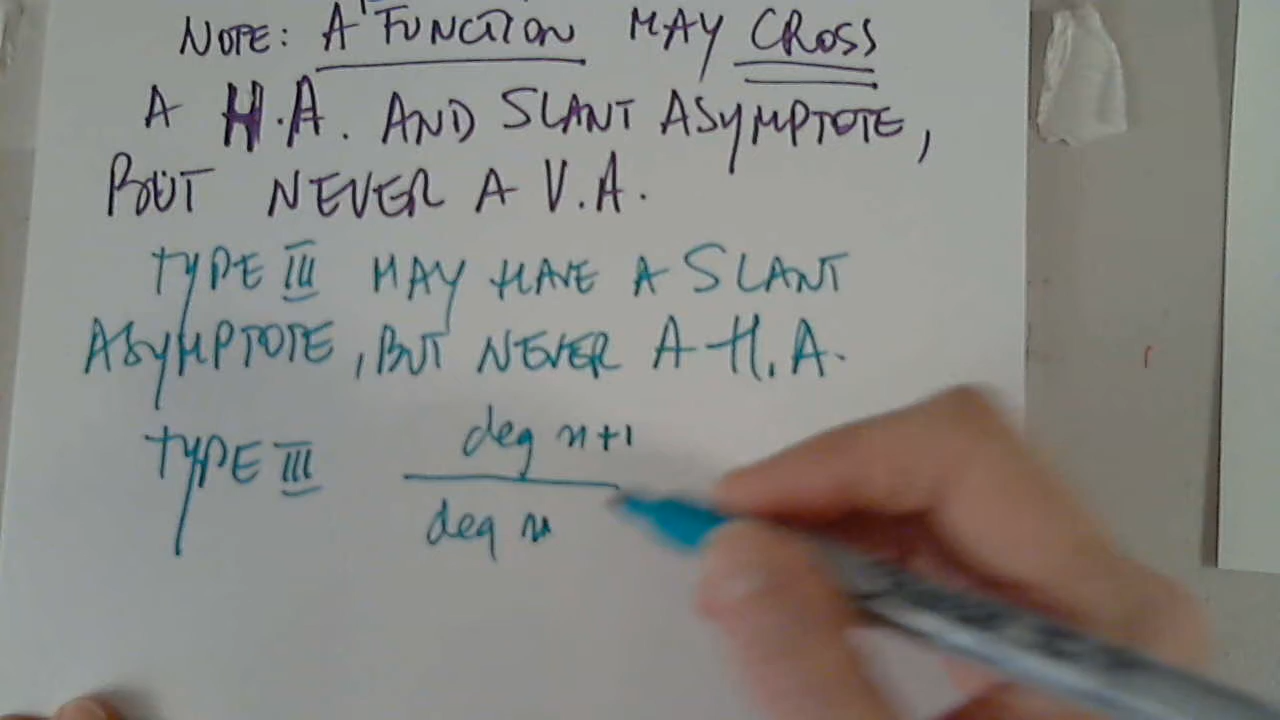 NOTE: A FUNCTION MAY CROSS
A H.A. AND SLANT ASYMPTOTE,
BUT NEVER A V.A.
TYPE III MAY HAVE A SLANT
ASYMPTOTE, BUT NEVER A H.A.
TYPE III deg n+1
deg n